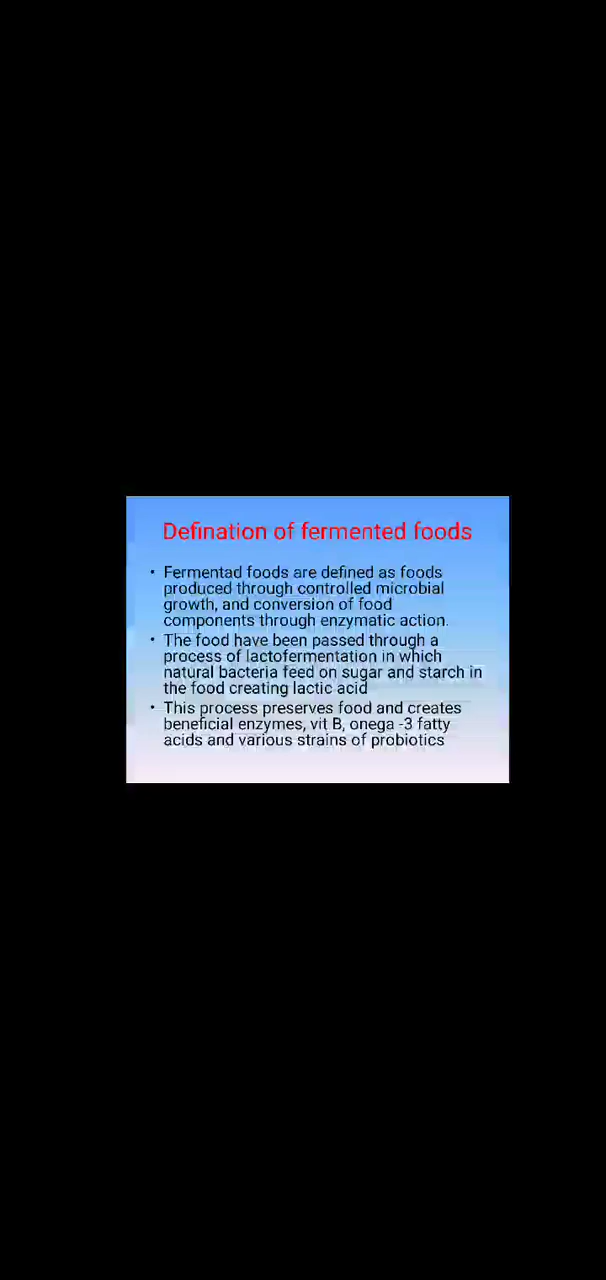 Defination of fermented foods
• Fermentad foods are defined as foods
produced through controlled microbial
growth, and conversion of food
components through enzymatic action.
• The food have been passed through a
process of lactofermentation in which
natural bacteria feed on sugar and starch in
the food creating lactic acid
• This process preserves food and creates
beneficial enzymes, vit B, onega -3 fatty
acids and various strains of probiotics